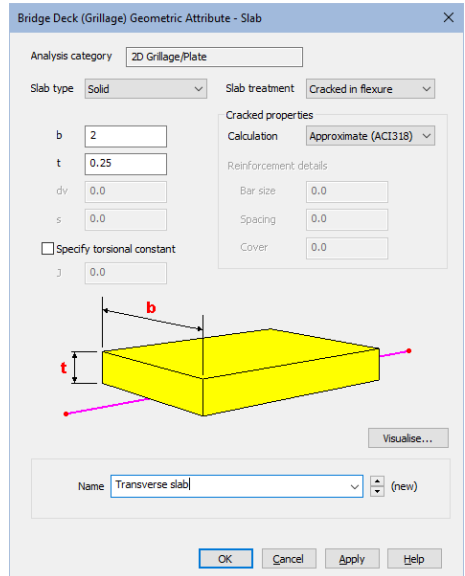 Bridge Deck (Grillage) Geometric Attribute - Slab
Analysis category 2D Grillage/Plate
Slab type Solid Slab treatment Cracked in flexure
Cracked properties
b 2 Calculation Approximate (ACI318)
t 0.25 Reinforcement details
dv 0.0 Bar size 0.0
s 0.0 Spacing 0.0
Specify torsional constant Cover 0.0
J 0.0
b
t
Visualise...
Name Transverse slab (new)
OK Cancel Apply Help